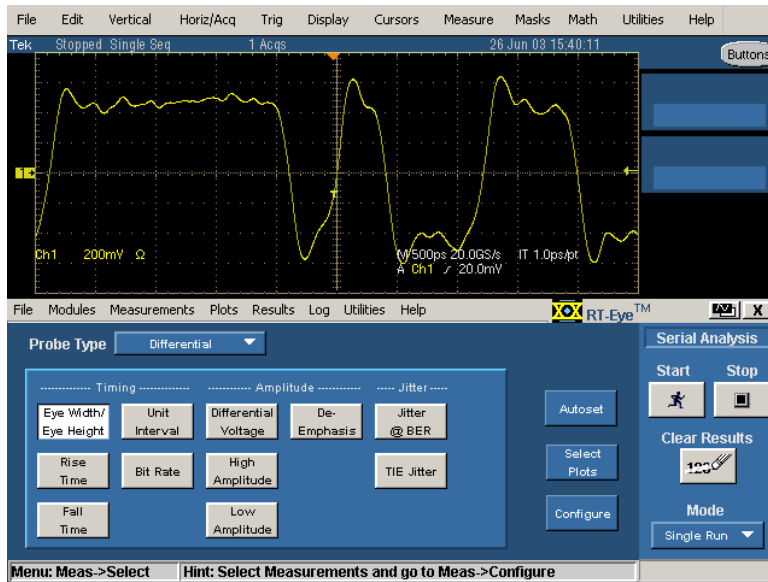 File Edit Vertical Horiz/Acq Trig Display Cursors Measure Masks Math Utilities Help
Tek Stopped Single Seq 1 Acqs 26 Jun 03 15:40:11
Buttons
1
Ch1 200mV Ω M 500ps 20.0GS/s IT 1.0ps/pt
A Ch1 ∕ 20.0mV
File Modules Measurements Plots Results Log Utilities Help RT-Eye™ X
Probe Type Differential
Serial Analysis
Timing Amplitude Jitter
Start Stop
Eye Width/
Eye Height
Unit
Interval
Differential
Voltage
De-
Emphasis
Jitter
@ BER
Autoset
Clear Results
Rise
Time
Bit Rate
High
Amplitude
TIE Jitter
Select
Plots
123
Fall
Time
Low
Amplitude
Configure
Mode
Single Run
Menu: Meas->Select Hint: Select Measurements and go to Meas->Configure